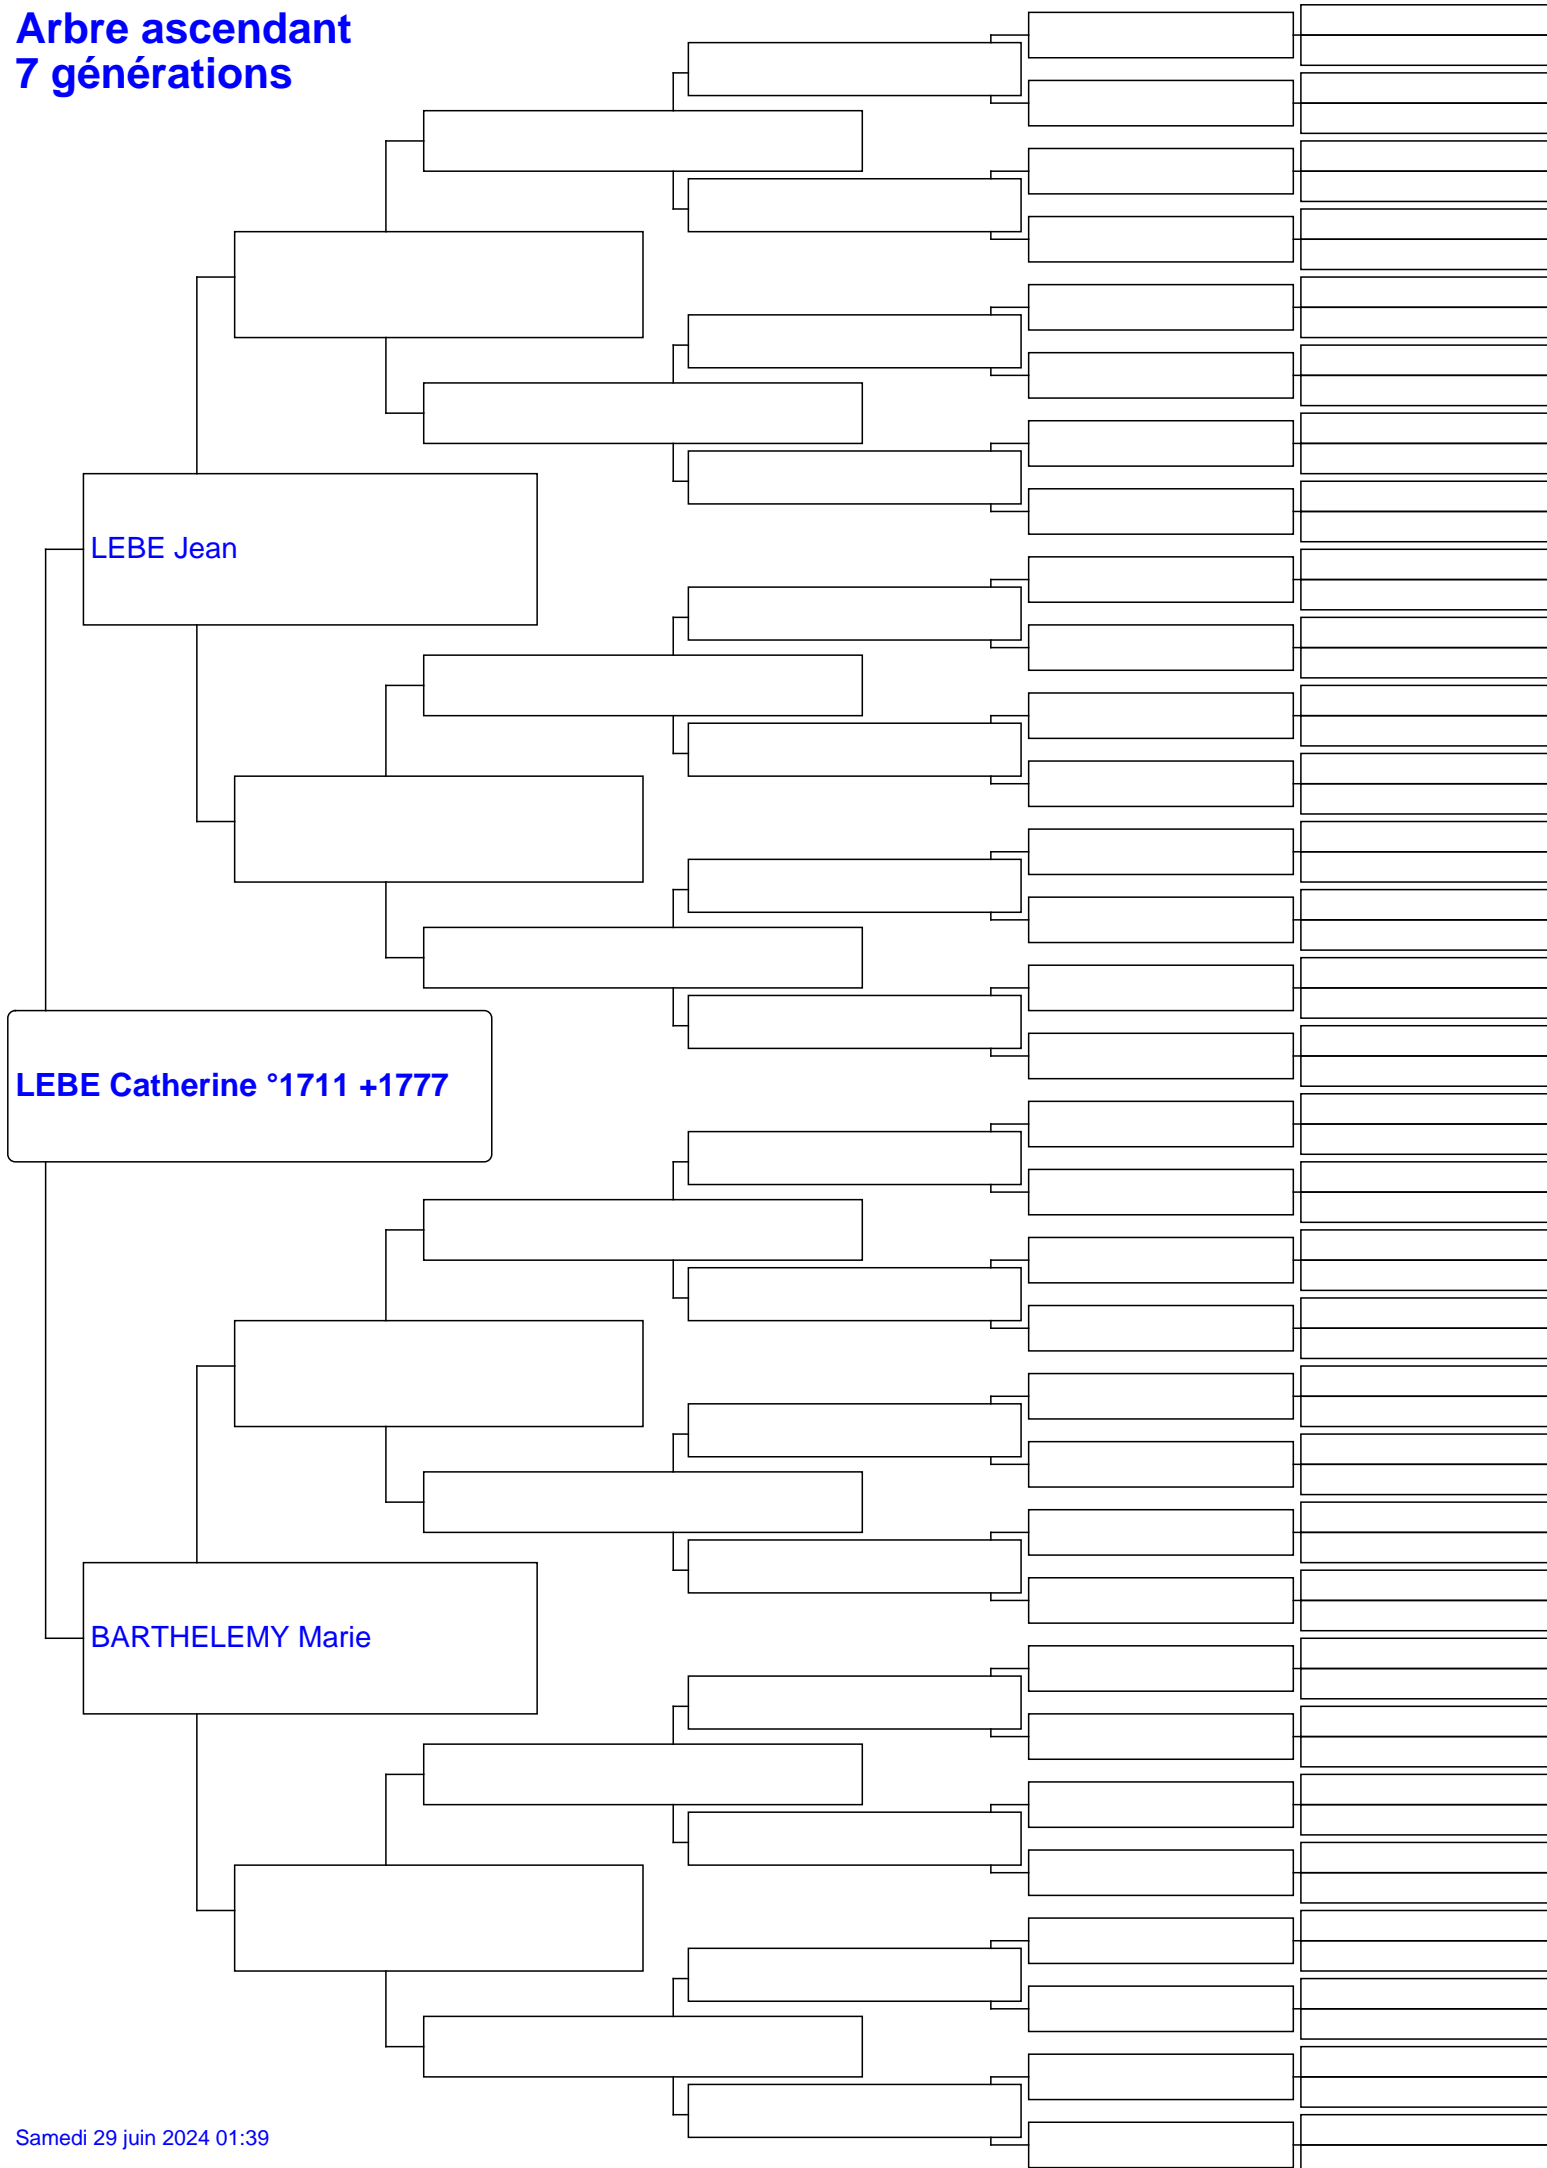 Arbre ascendant
7 générations
LEBE Jean
LEBE Catherine °1711 +1777
BARTHELEMY Marie
Samedi 29 juin 2024 01:39